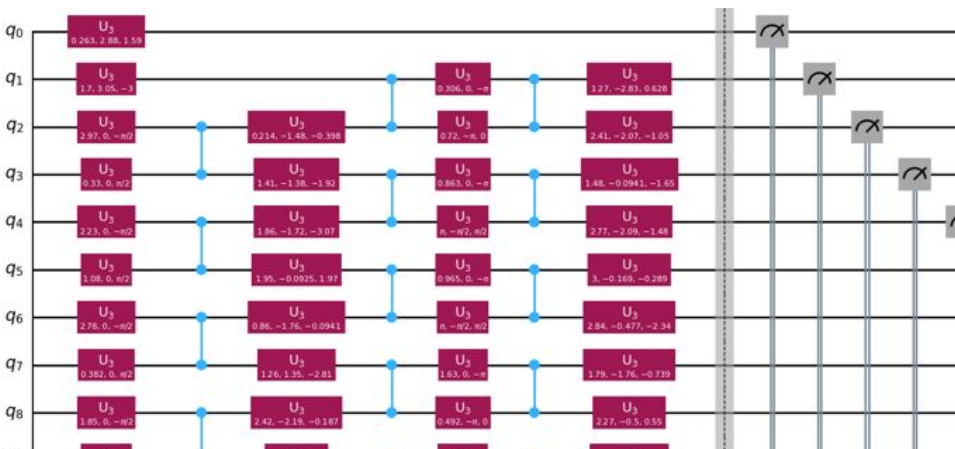 q0 U3 0.263, 2.88, 1.59
q1 U3 1.7, 3.05, −3 U3 0.306, 0, −π U3 1.27, −2.83, 0.628
q2 U3 2.97, 0, −π/2 U3 0.214, −1.48, −0.398 U3 0.72, −π, 0 U3 2.41, −2.07, −1.05
q3 U3 0.33, 0, π/2 U3 1.41, −1.38, −1.92 U3 0.863, 0, −π U3 1.48, −0.0941, −1.65
q4 U3 2.23, 0, −π/2 U3 1.86, −1.72, −3.07 U3 π, −π/2, π/2 U3 2.77, −2.09, −1.48
q5 U3 1.08, 0, π/2 U3 1.95, −0.0925, 1.97 U3 0.965, 0, −π U3 3, −0.169, −0.289
q6 U3 2.78, 0, −π/2 U3 0.86, −1.76, −0.0941 U3 π, −π/2, π/2 U3 2.84, −0.477, −2.34
q7 U3 0.382, 0, π/2 U3 1.26, 1.35, −2.81 U3 1.63, 0, −π U3 1.79, −1.76, −0.739
q8 U3 1.85, 0, −π/2 U3 2.42, −2.19, −0.187 U3 0.492, −π, 0 U3 2.27, −0.5, 0.55